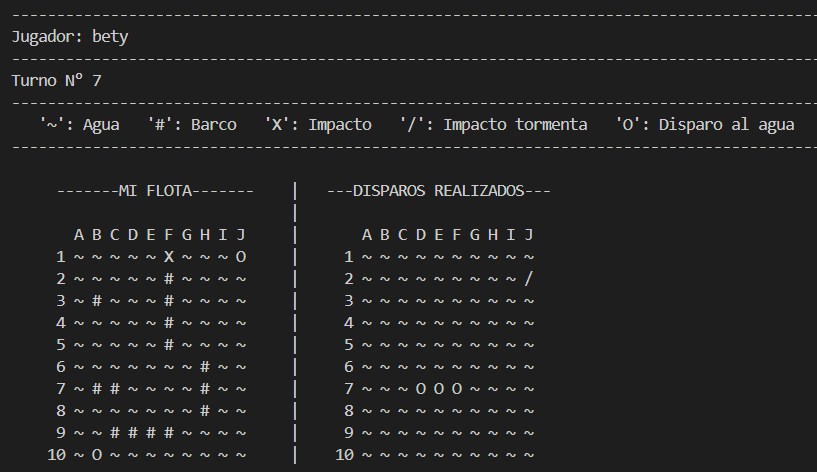 --------------------------------------------------------------------------------
Jugador: bety
--------------------------------------------------------------------------------
Turno Nº 7
--------------------------------------------------------------------------------
'~': Agua   '#': Barco   'X': Impacto   '/': Impacto tormenta   'O': Disparo al agua
--------------------------------------------------------------------------------
-------MI FLOTA-------    |   ---DISPAROS REALIZADOS---
|
A B C D E F G H I J     |       A B C D E F G H I J
1 ~ ~ ~ ~ ~ X ~ ~ ~ O     |     1 ~ ~ ~ ~ ~ ~ ~ ~ ~ ~
2 ~ ~ ~ ~ ~ # ~ ~ ~ ~     |     2 ~ ~ ~ ~ ~ ~ ~ ~ ~ /
3 ~ # ~ ~ ~ # ~ ~ ~ ~     |     3 ~ ~ ~ ~ ~ ~ ~ ~ ~ ~
4 ~ ~ ~ ~ ~ # ~ ~ ~ ~     |     4 ~ ~ ~ ~ ~ ~ ~ ~ ~ ~
5 ~ ~ ~ ~ ~ # ~ ~ ~ ~     |     5 ~ ~ ~ ~ ~ ~ ~ ~ ~ ~
6 ~ ~ ~ ~ ~ ~ ~ # ~ ~     |     6 ~ ~ ~ ~ ~ ~ ~ ~ ~ ~
7 ~ # # ~ ~ ~ ~ # ~ ~     |     7 ~ ~ ~ O O O ~ ~ ~ ~
8 ~ ~ ~ ~ ~ ~ ~ # ~ ~     |     8 ~ ~ ~ ~ ~ ~ ~ ~ ~ ~
9 ~ ~ # # # # ~ ~ ~ ~     |     9 ~ ~ ~ ~ ~ ~ ~ ~ ~ ~
10 ~ O ~ ~ ~ ~ ~ ~ ~ ~     |    10 ~ ~ ~ ~ ~ ~ ~ ~ ~ ~